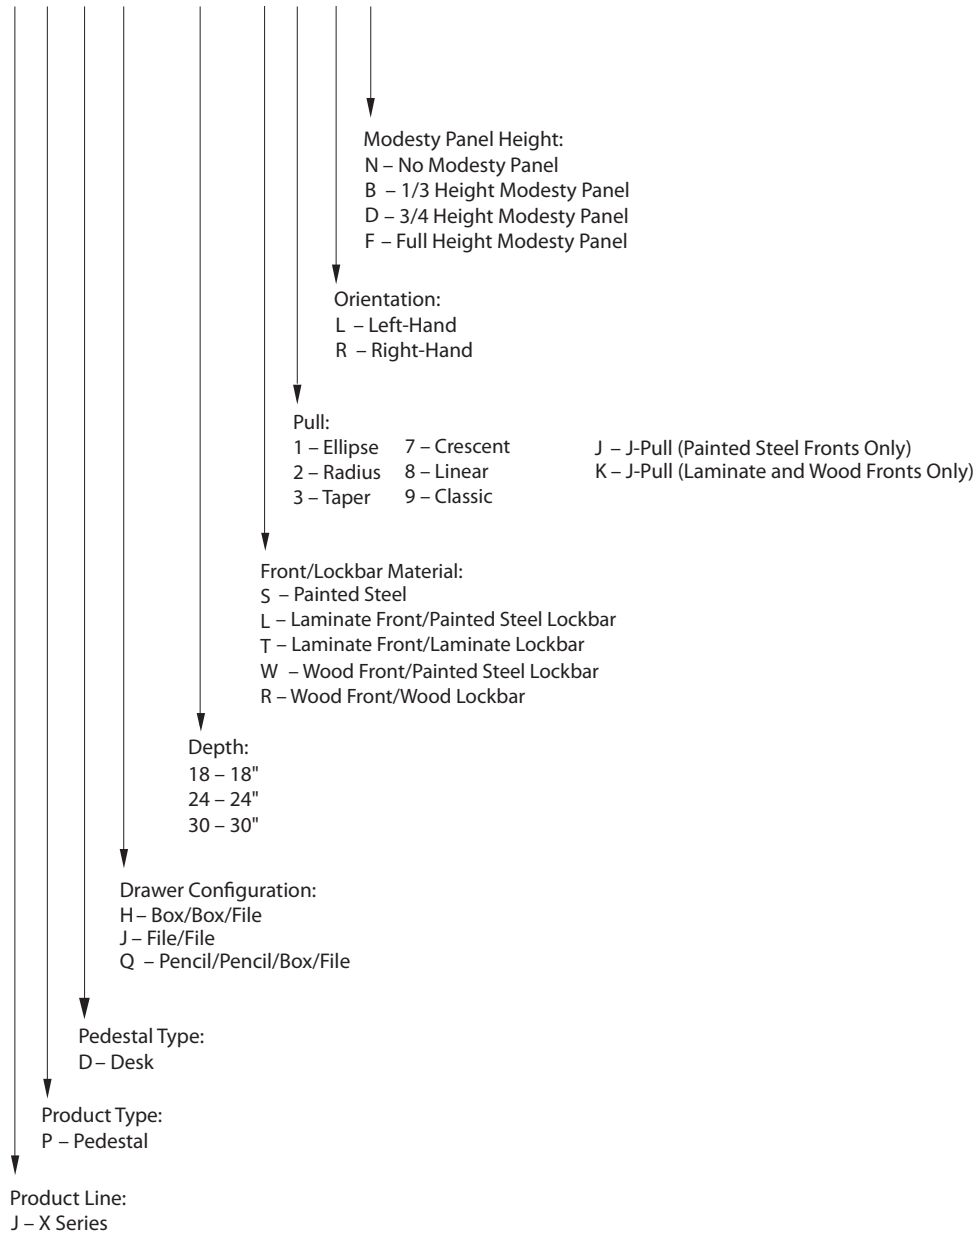 Modesty Panel Height:
N – No Modesty Panel
B – 1/3 Height Modesty Panel
D – 3/4 Height Modesty Panel
F – Full Height Modesty Panel
Orientation:
L – Left-Hand
R – Right-Hand
Pull:
1 – Ellipse 7 – Crescent J – J-Pull (Painted Steel Fronts Only)
2 – Radius 8 – Linear K – J-Pull (Laminate and Wood Fronts Only)
3 – Taper 9 – Classic
Front/Lockbar Material:
S – Painted Steel
L – Laminate Front/Painted Steel Lockbar
T – Laminate Front/Laminate Lockbar
W – Wood Front/Painted Steel Lockbar
R – Wood Front/Wood Lockbar
Depth:
18 – 18"
24 – 24"
30 – 30"
Drawer Configuration:
H – Box/Box/File
J – File/File
Q – Pencil/Pencil/Box/File
Pedestal Type:
D – Desk
Product Type:
P – Pedestal
Product Line:
J – X Series